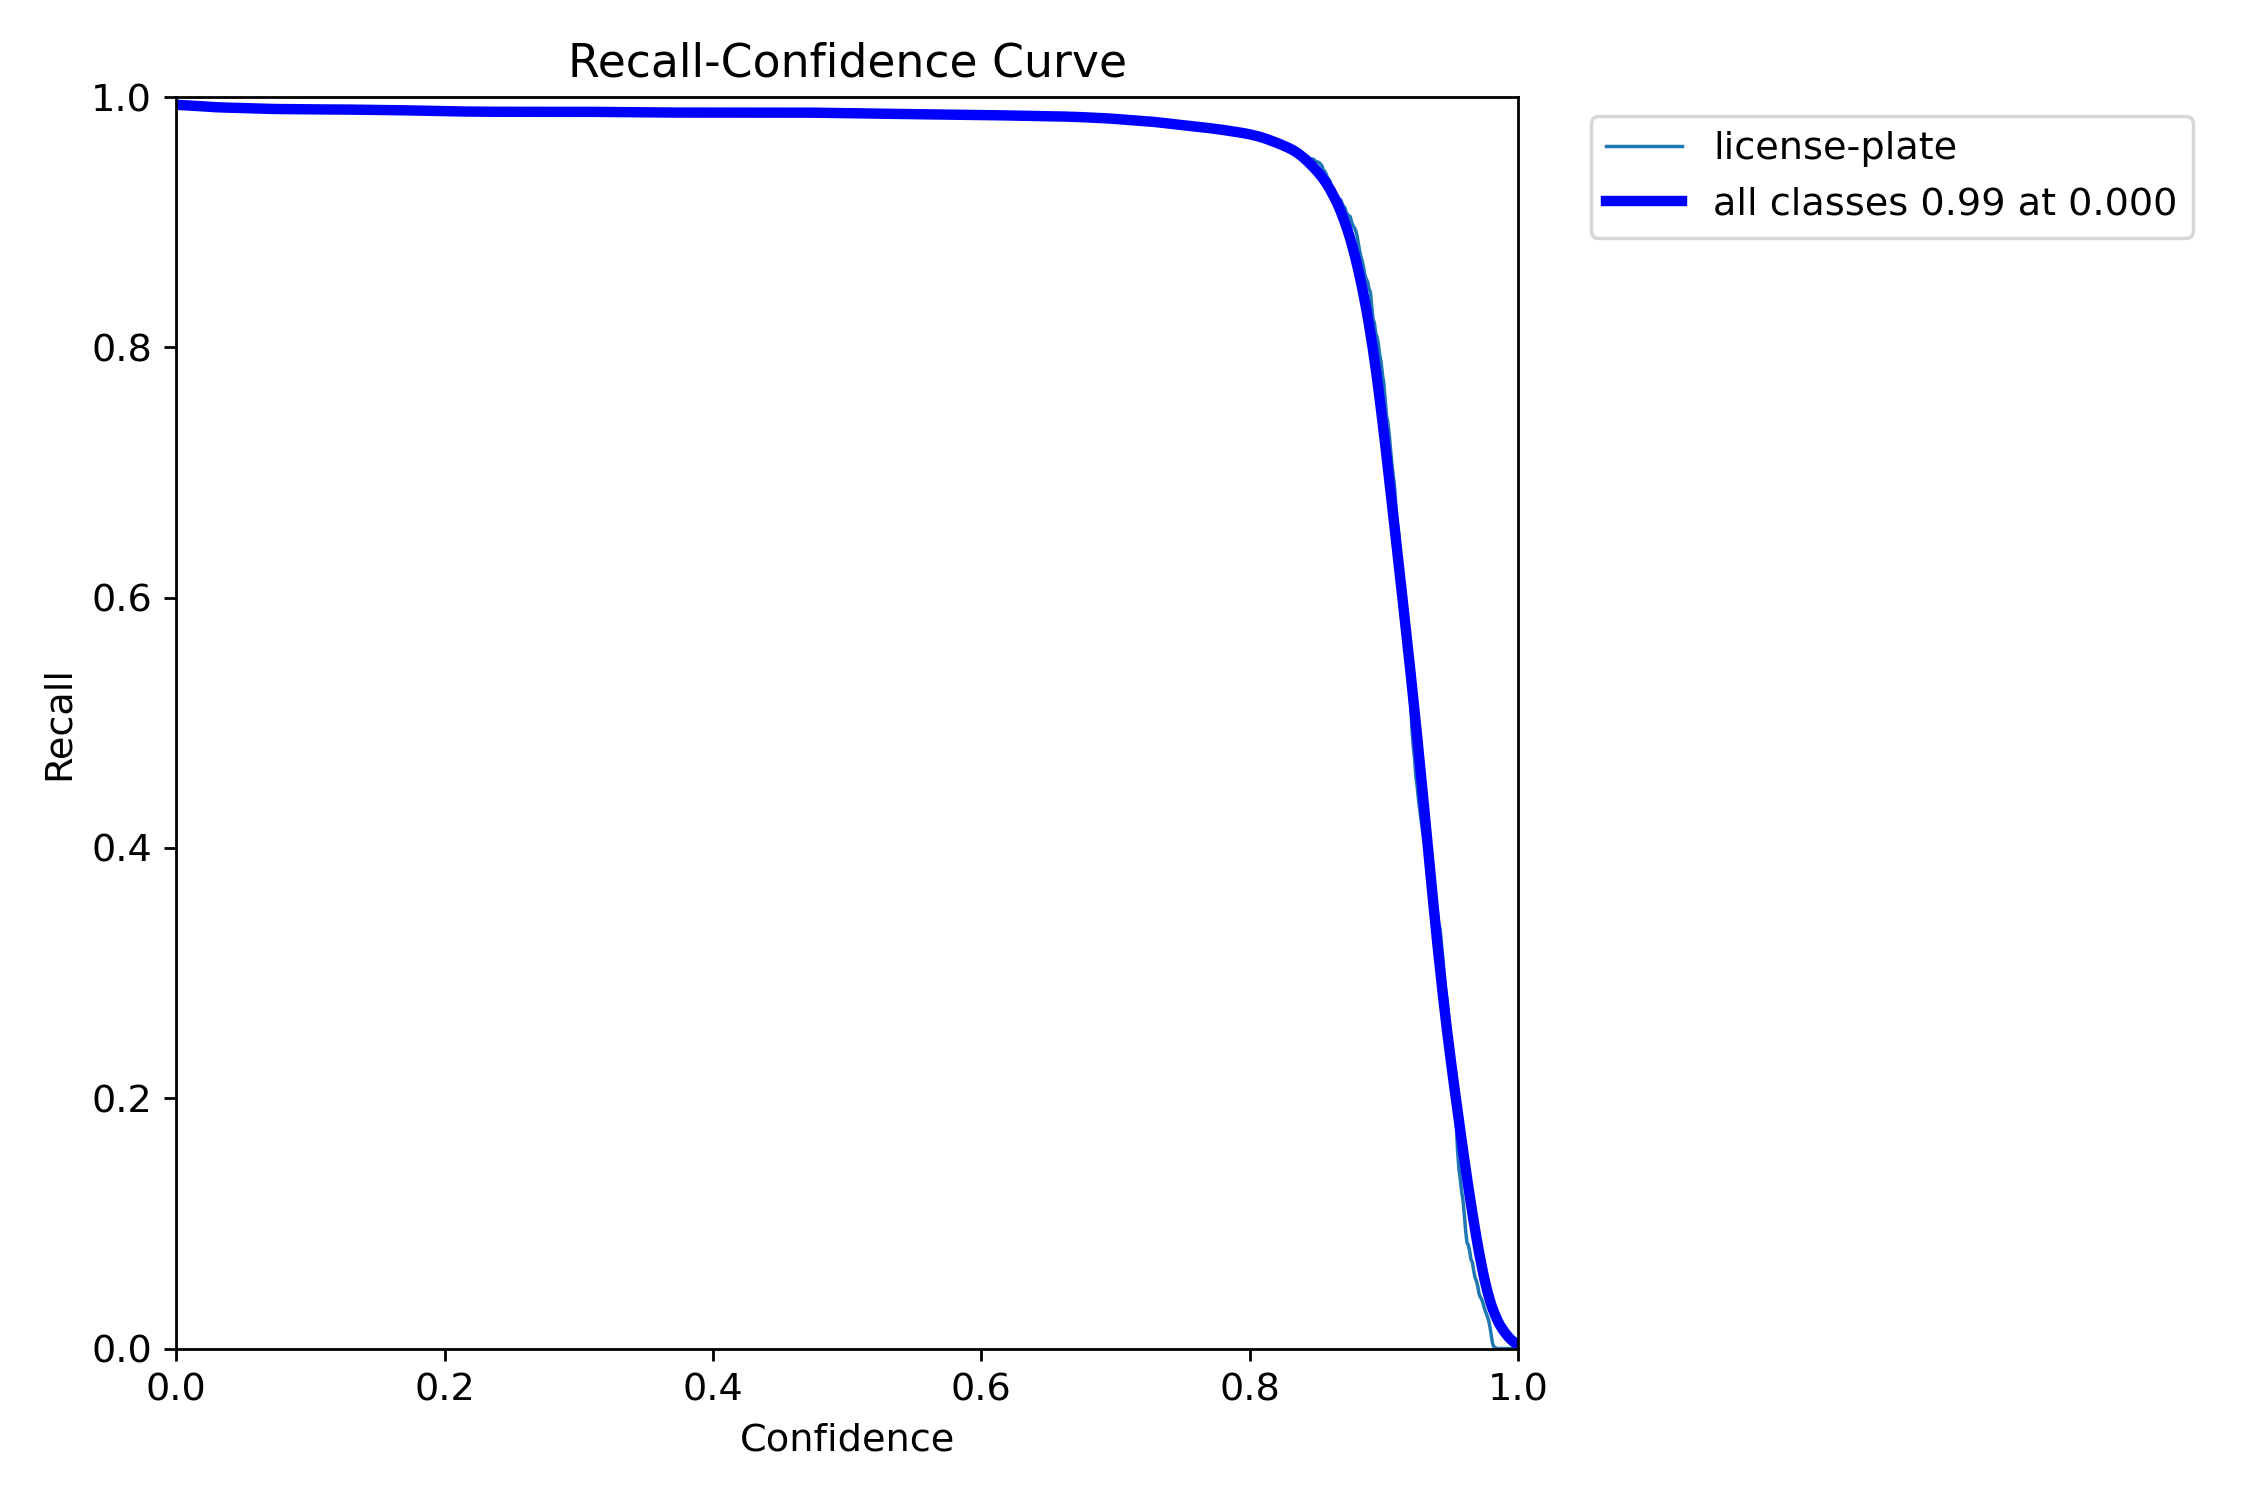 Recall-Confidence Curve
1.0
0.8
0.6
0.4
0.2
0.0
Recall
0.0 0.2 0.4 0.6 0.8 1.0
Confidence
license-plate
all classes 0.99 at 0.000